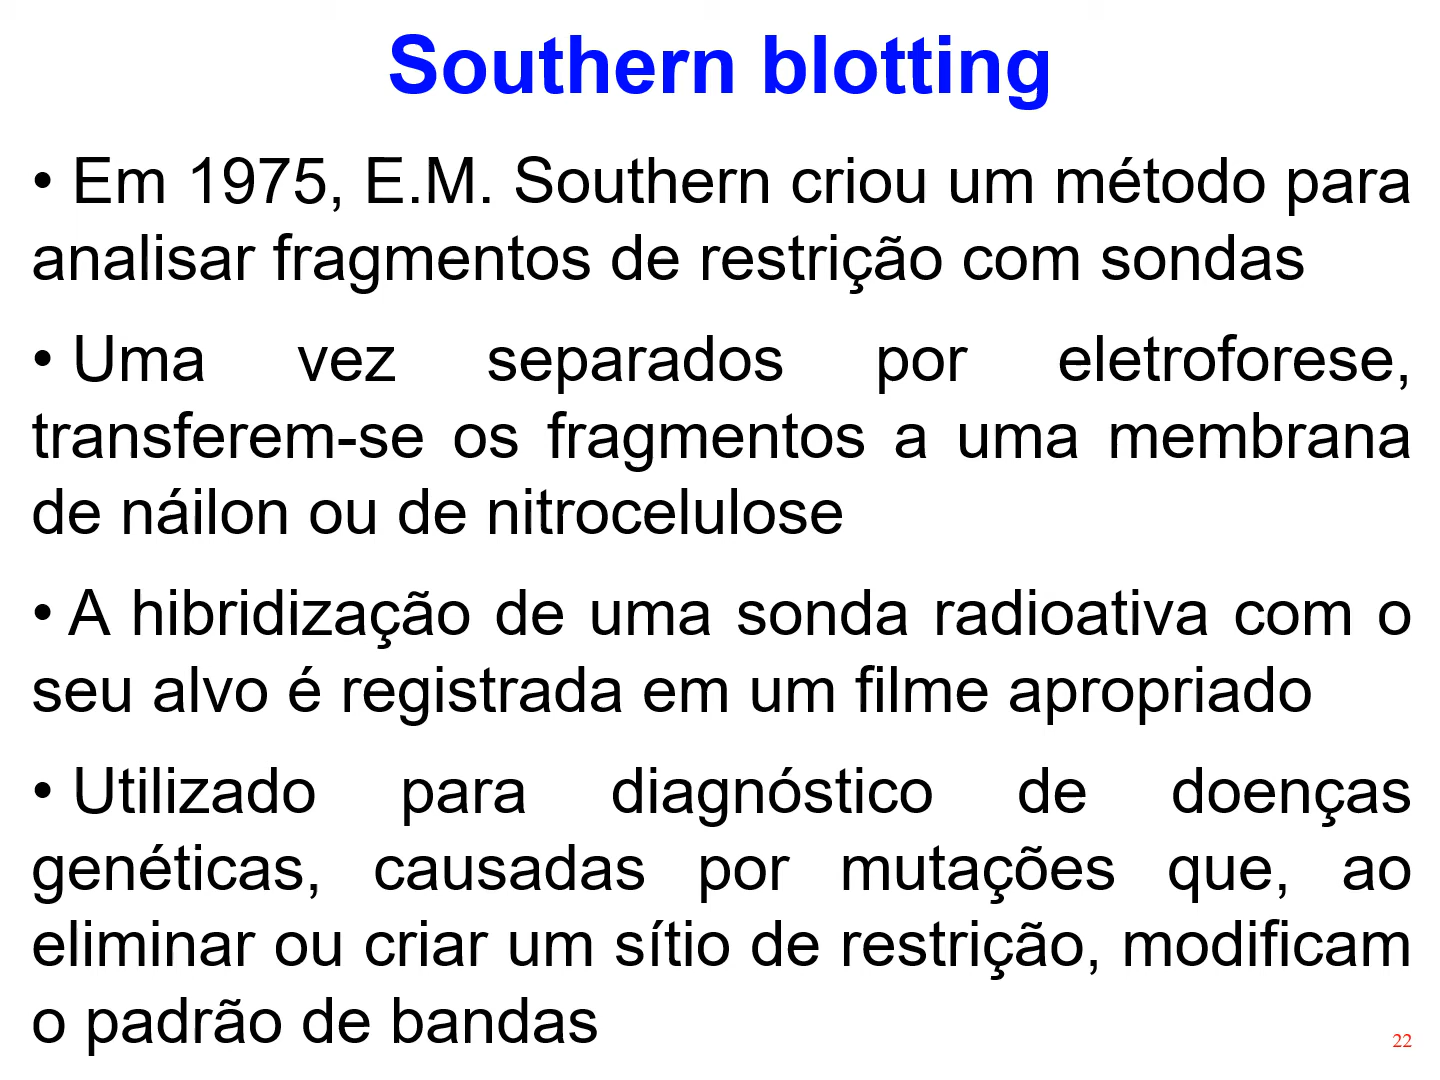 Southern blotting
• Em 1975, E.M. Southern criou um método para
analisar fragmentos de restrição com sondas
• Uma vez separados por eletroforese,
transferem-se os fragmentos a uma membrana
de náilon ou de nitrocelulose
• A hibridização de uma sonda radioativa com o
seu alvo é registrada em um filme apropriado
• Utilizado para diagnóstico de doenças
genéticas, causadas por mutações que, ao
eliminar ou criar um sítio de restrição, modificam
o padrão de bandas
22